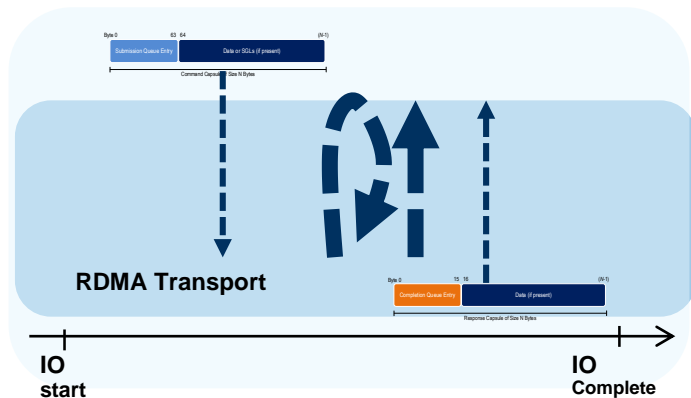 Byte 0 63 64 (N-1)
Submission Queue Entry Data or SGLs (if present)
Command Capsule of Size N Bytes
RDMA Transport
Byte 0 15 16 (N-1)
Completion Queue Entry Data (if present)
Response Capsule of Size N Bytes
IO
start
IO
Complete